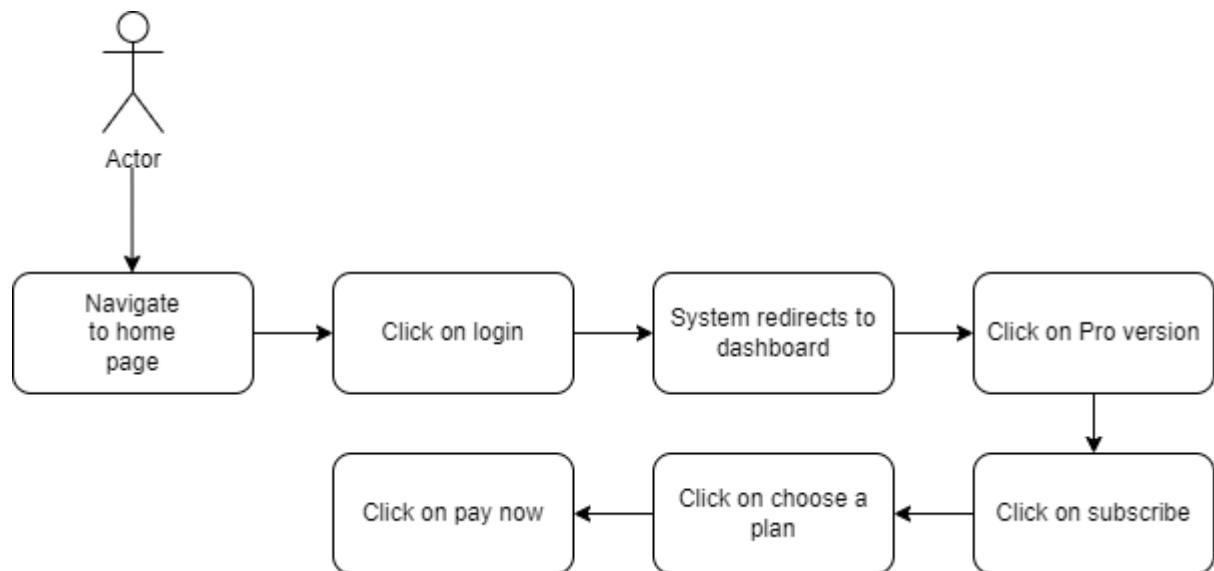 Actor
Navigate
to home
page
Click on login
System redirects to
dashboard
Click on Pro version
Click on subscribe
Click on choose a
plan
Click on pay now